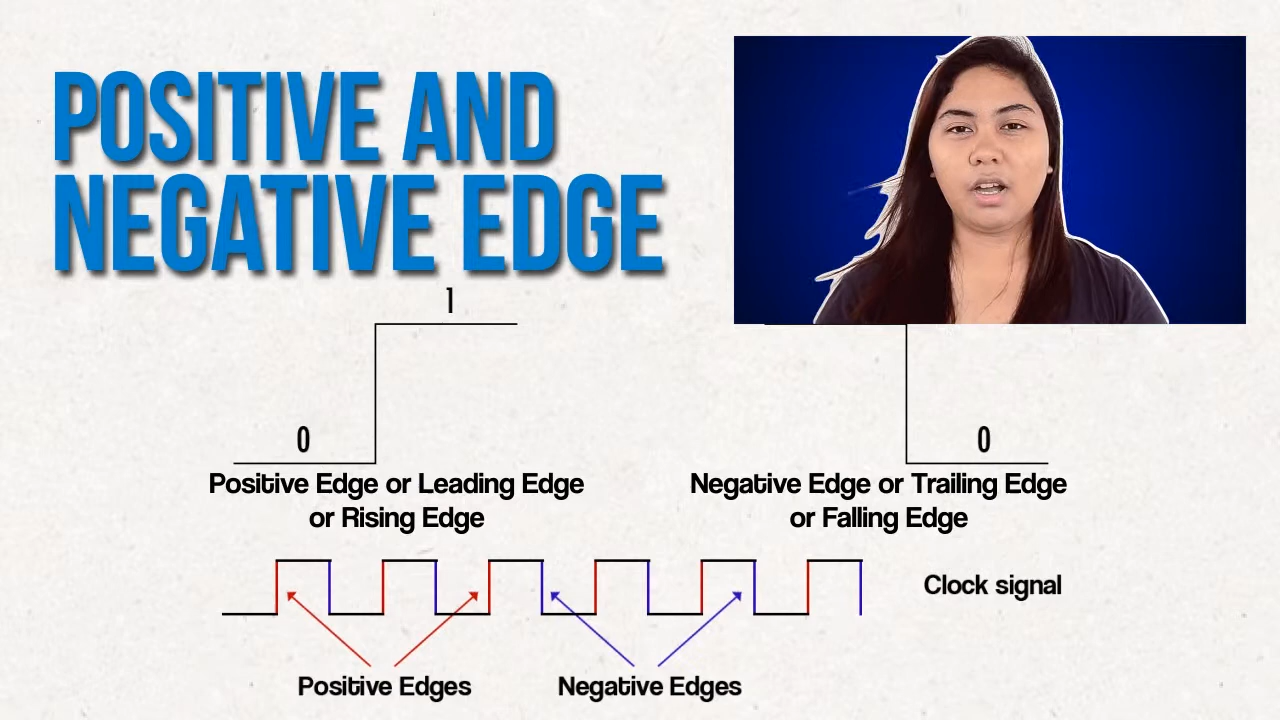 POSITIVE AND
NEGATIVE EDGE
1
0
Positive Edge or Leading Edge
or Rising Edge
0
Negative Edge or Trailing Edge
or Falling Edge
Clock signal
Positive Edges
Negative Edges